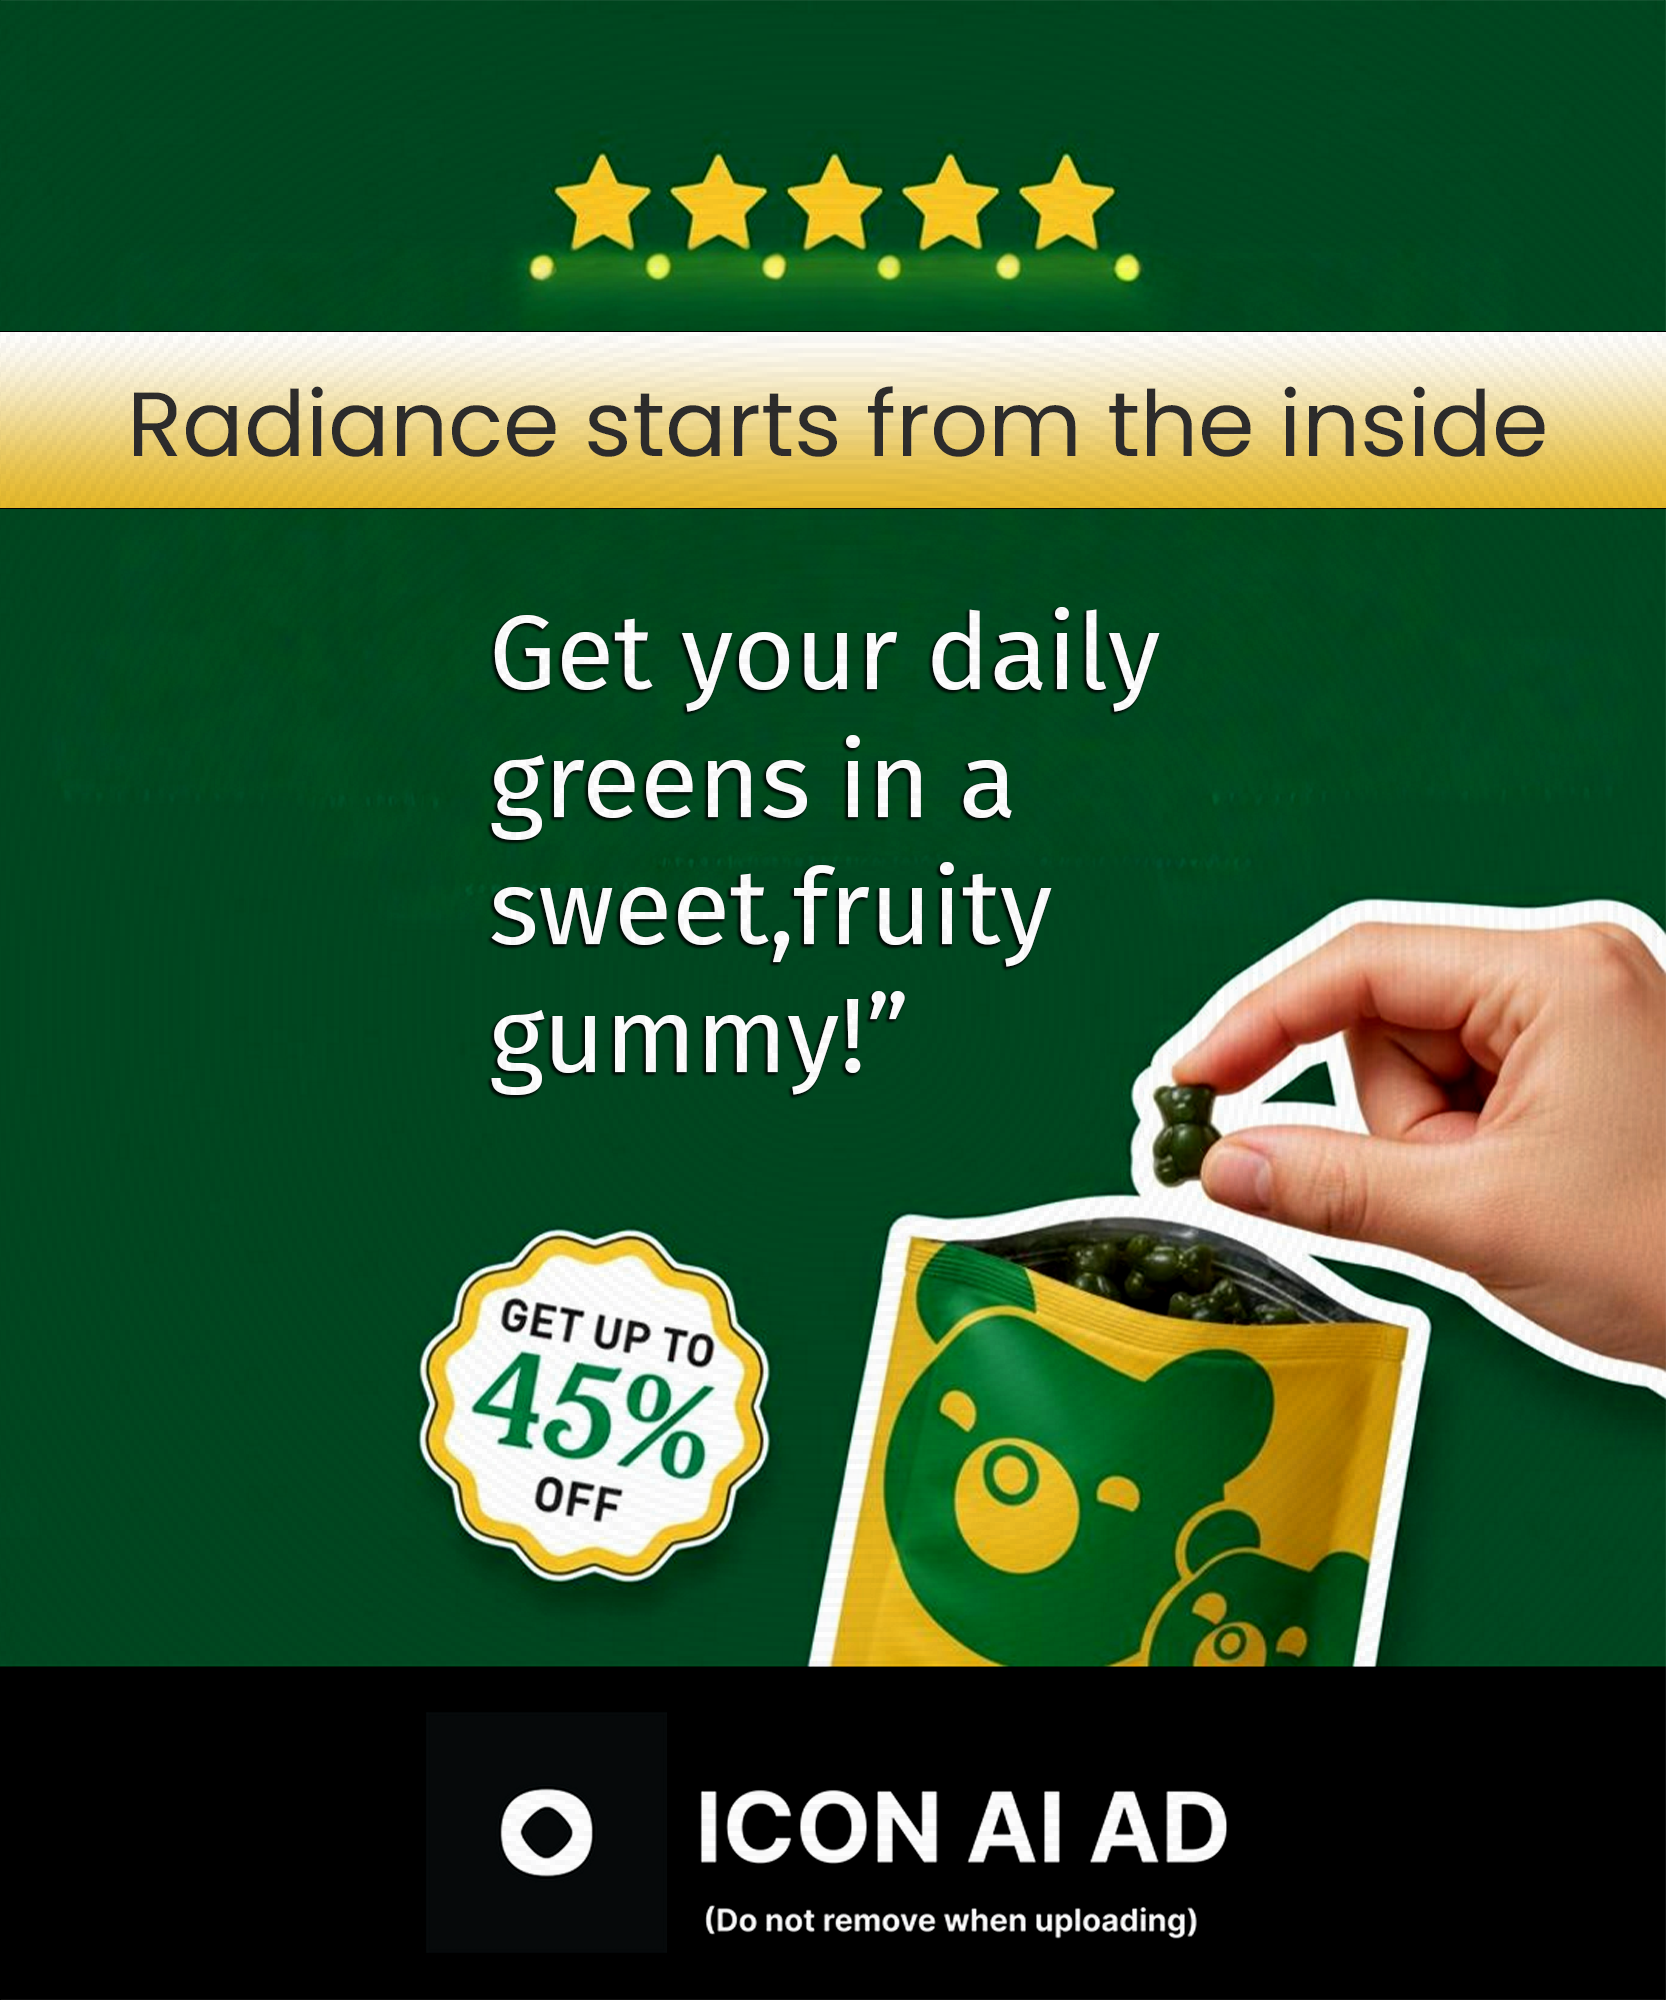 Radiance starts from the inside
Get your daily
greens in a
sweet,fruity
gummy!”
GET UP TO
45%
OFF
ICON AI AD
(Do not remove when uploading)